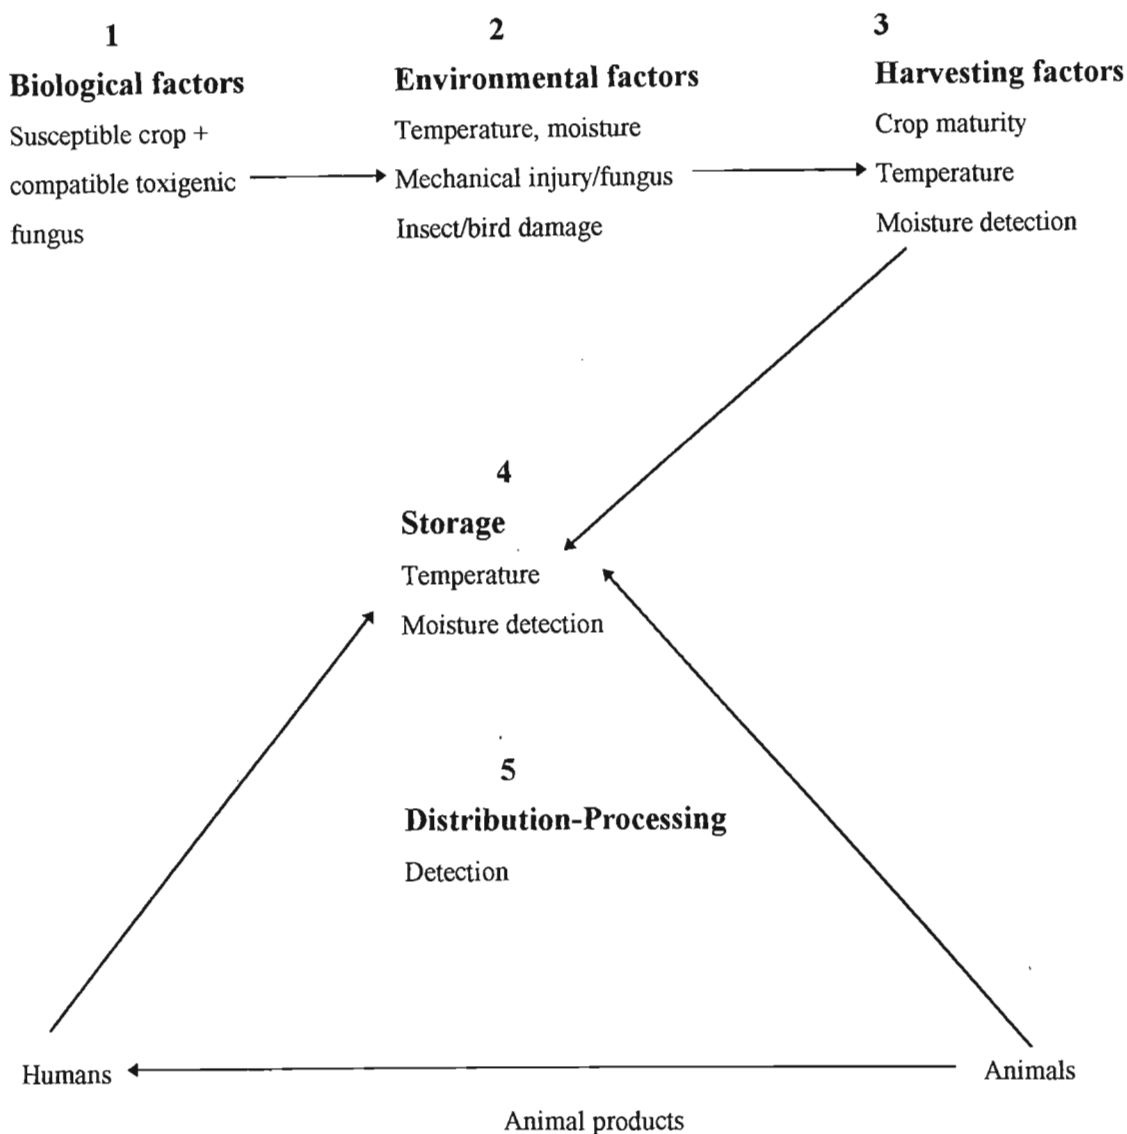 1
Biological factors
Susceptible crop +
compatible toxigenic
fungus
2
Environmental factors
Temperature, moisture
Mechanical injury/fungus
Insect/bird damage
3
Harvesting factors
Crop maturity
Temperature
Moisture detection
4
Storage
Temperature
Moisture detection
5
Distribution-Processing
Detection
Humans
Animals
Animal products